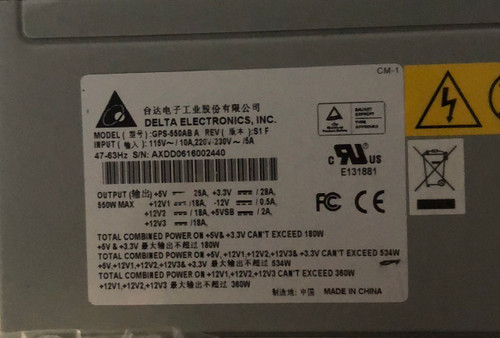 CM-1
台达电子工业股份有限公司
DELTA ELECTRONICS, INC.
MODEL (型号):GPS-550AB A REV (版本):S1F
INPUT (输入): 115V~/10A,220V-230V~/5A
47-63Hz S/N: AXDD0616002440
OUTPUT (输出) +5V /25A, +3.3V /28A,
550W MAX +12V1 /18A, -12V /0.5A,
+12V2 /18A, +5VSB /2A,
+12V3 /18A
TOTAL COMBINED POWER ON +5V & +3.3V CAN'T EXCEED 180W
+5V & +3.3V 最大输出不超过 180W
TOTAL COMBINED POWER ON +5V, +12V1,+12V2,+12V3& +3.3V CAN'T EXCEED 534W
+5V,+12V1,+12V2,+12V3& +3.3V 最大输出不超过 534W
TOTAL COMBINED POWER ON +12V1,+12V2,+12V3 CAN'T EXCEED 360W
+12V1,+12V2,+12V3 最大输出不超过 360W
C US
E131881
FC CE
制造地: 中国 MADE IN CHINA